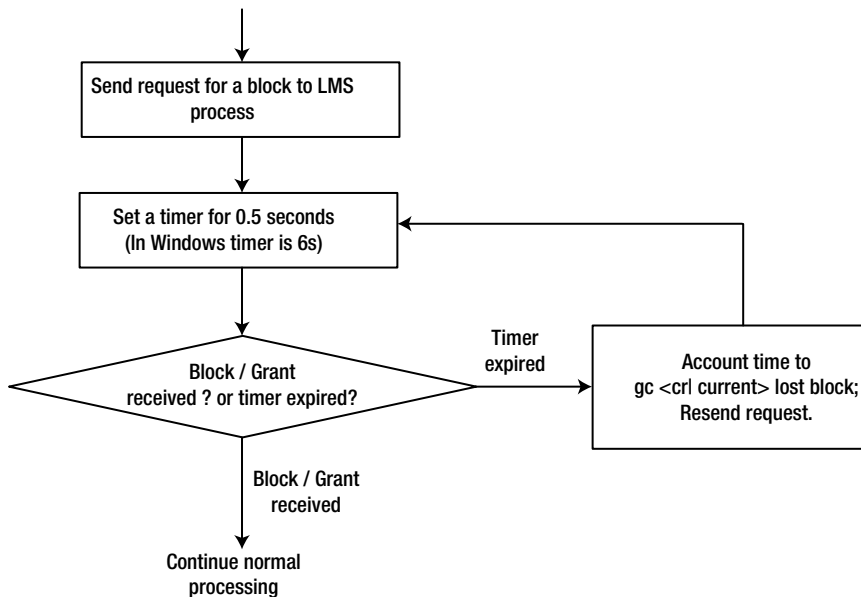 Send request for a block to LMS
process
Set a timer for 0.5 seconds
(In Windows timer is 6s)
Block / Grant
received ? or timer expired?
Timer
expired
Account time to
gc <cr| current> lost block;
Resend request.
Block / Grant
received
Continue normal
processing